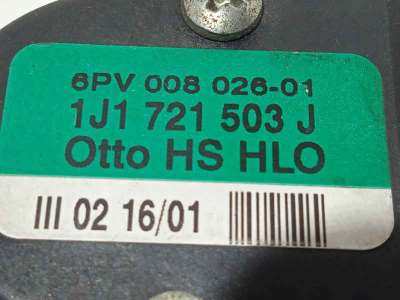 6PV 008 026-01
1J1 721 503 J
Otto HS HLO
III 02 16/01